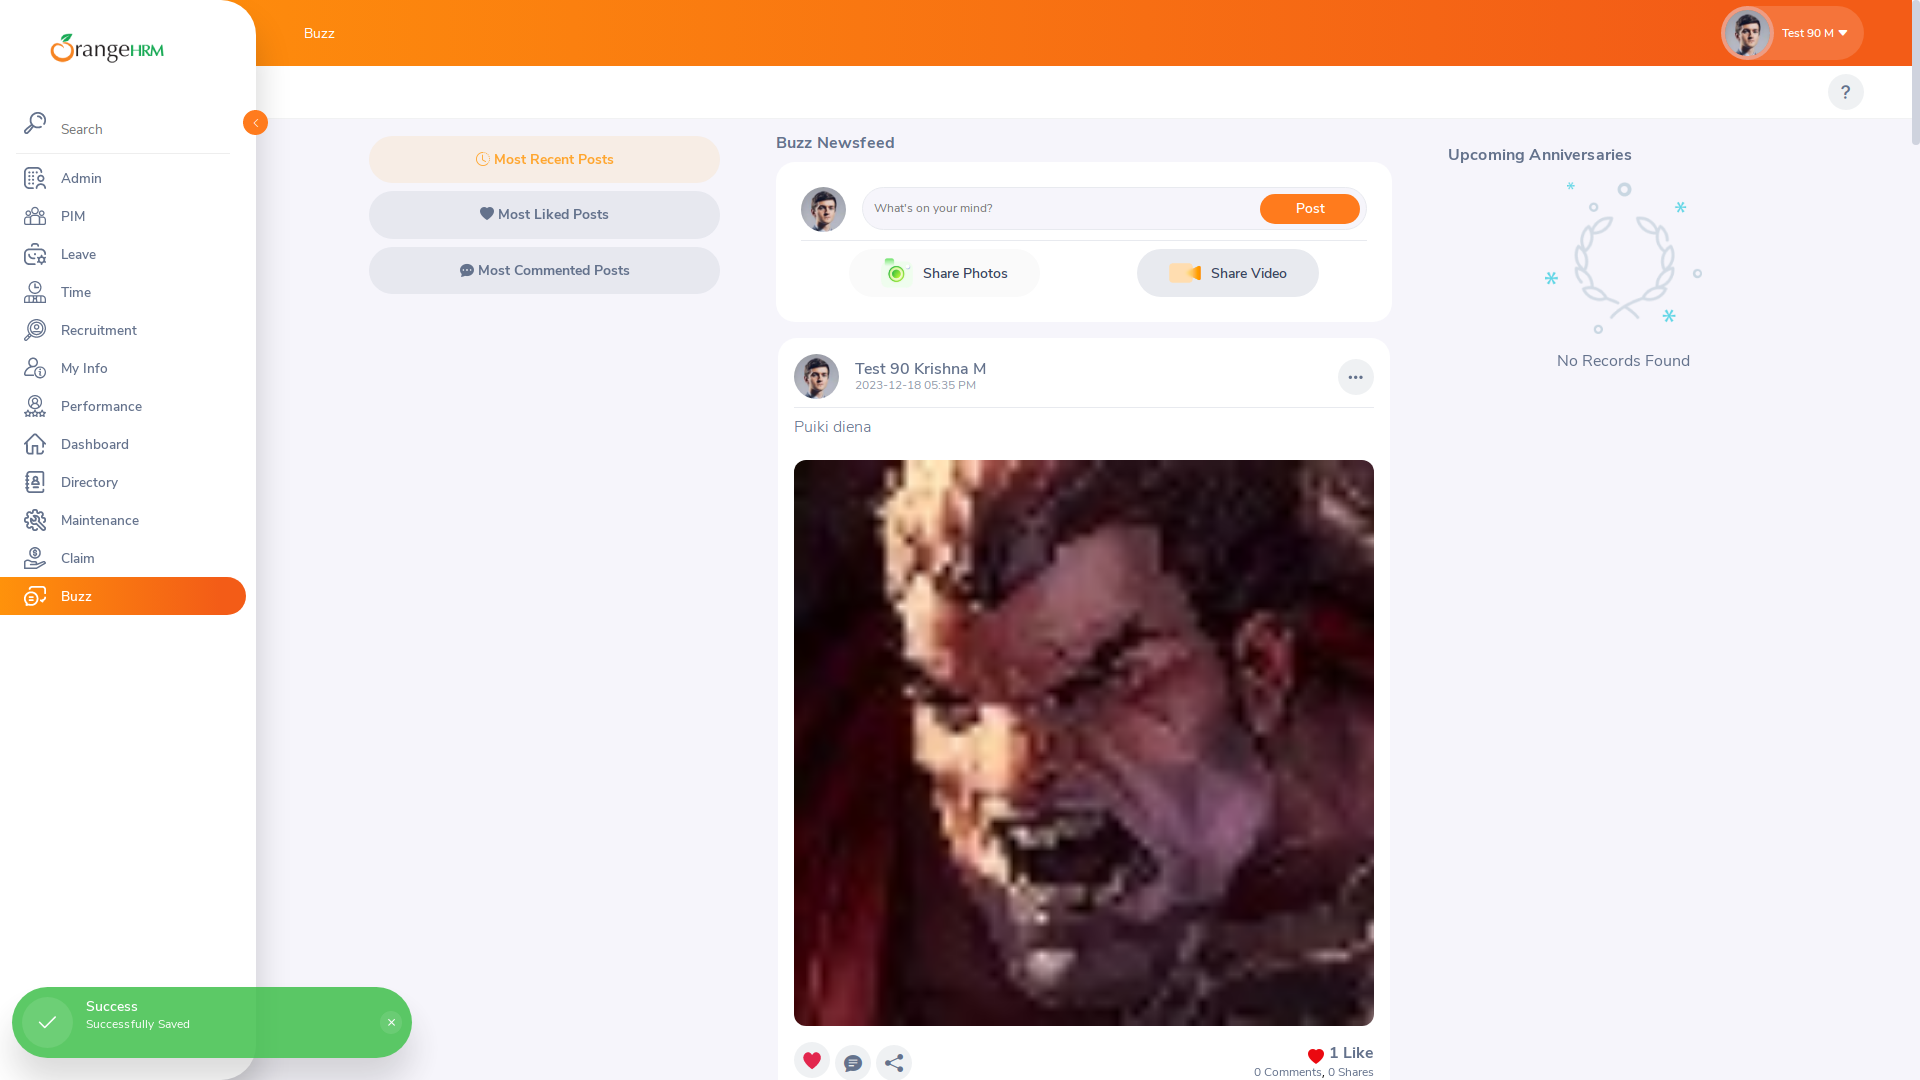 OrangeHRM
Search
Admin
PIM
Leave
Time
Recruitment
My Info
Performance
Dashboard
Directory
Maintenance
Claim
Buzz
Buzz
Test 90 M
?
Most Recent Posts
Most Liked Posts
Most Commented Posts
Buzz Newsfeed
What's on your mind?
Post
Share Photos
Share Video
Test 90 Krishna M
2023-12-18 05:35 PM
Puiki diena
1 Like
0 Comments, 0 Shares
Upcoming Anniversaries
No Records Found
Success
Successfully Saved